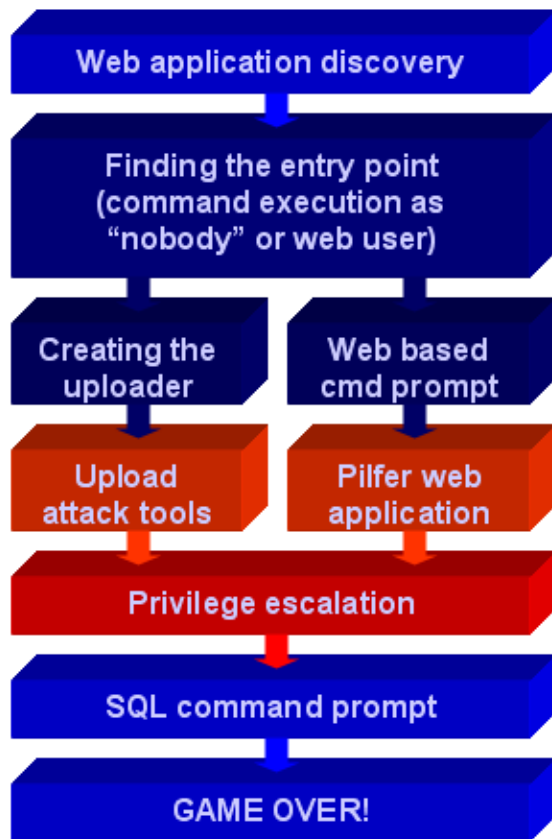 Web application discovery
Finding the entry point
(command execution as
“nobody” or web user)
Creating the
uploader
Web based
cmd prompt
Upload
attack tools
Pilfer web
application
Privilege escalation
SQL command prompt
GAME OVER!